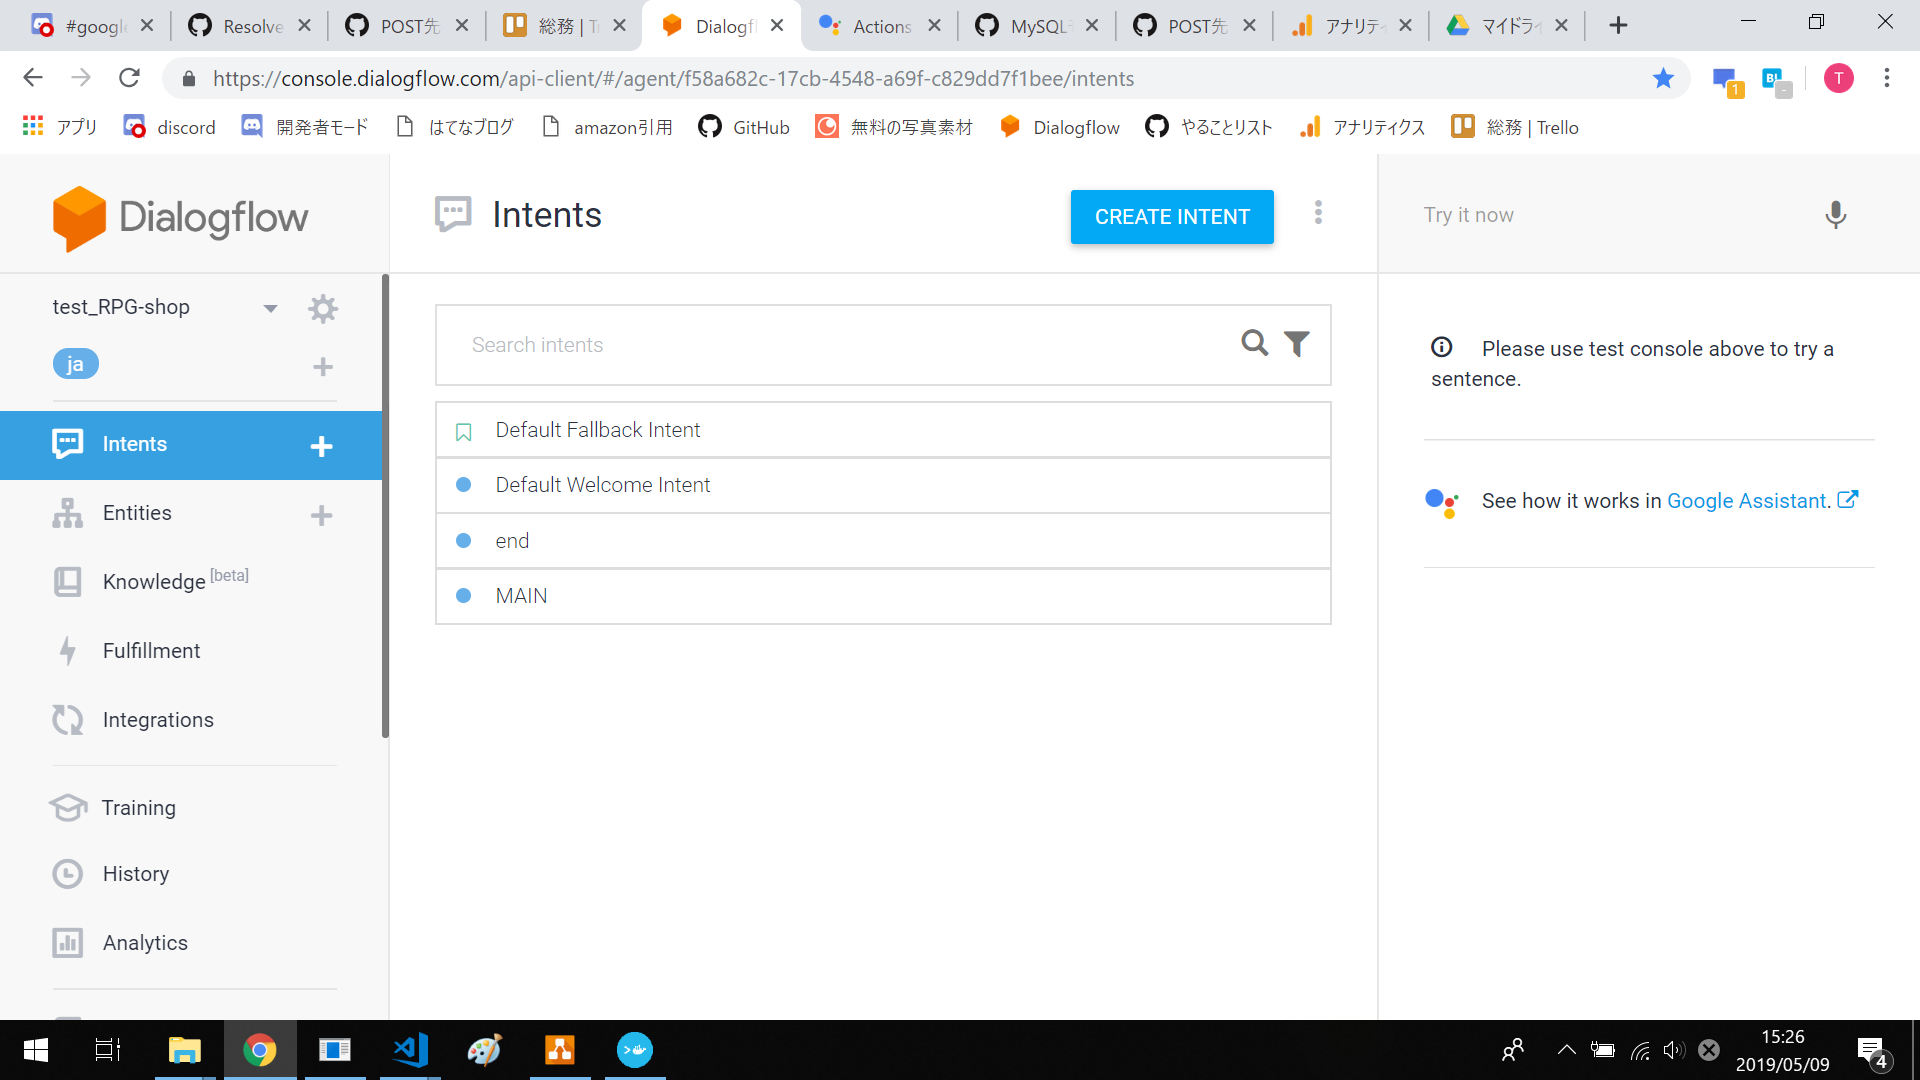 #google
Resolve
POST先
総務 | Tr
Dialogfl
Actions
MySQL
POST先
アナリティ
マイドライ
https://console.dialogflow.com/api-client/#/agent/f58a682c-17cb-4548-a69f-c829dd7f1bee/intents
1
B!
-
T
アプリ
discord
開発者モード
はてなブログ
amazon引用
GitHub
無料の写真素材
Dialogflow
やることリスト
アナリティクス
総務 | Trello
Dialogflow
Intents
CREATE INTENT
Try it now
test_RPG-shop
ja
Intents
Entities
Knowledge [beta]
Fulfillment
Integrations
Training
History
Analytics
Search intents
Default Fallback Intent
Default Welcome Intent
end
MAIN
Please use test console above to try a
sentence.
See how it works in Google Assistant.
15:26
2019/05/09
4